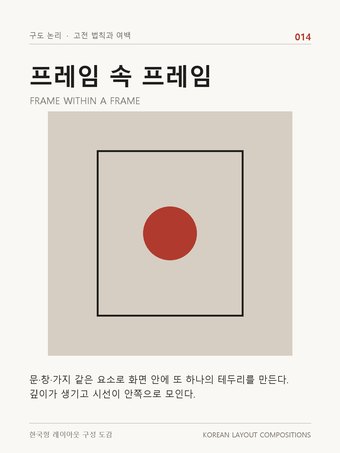 구도 논리 · 고전 법칙과 여백
014
프레임 속 프레임
FRAME WITHIN A FRAME
문·창·가지 같은 요소로 화면 안에 또 하나의 테두리를 만든다.
깊이가 생기고 시선이 안쪽으로 모인다.
한국형 레이아웃 구성 도감
KOREAN LAYOUT COMPOSITIONS